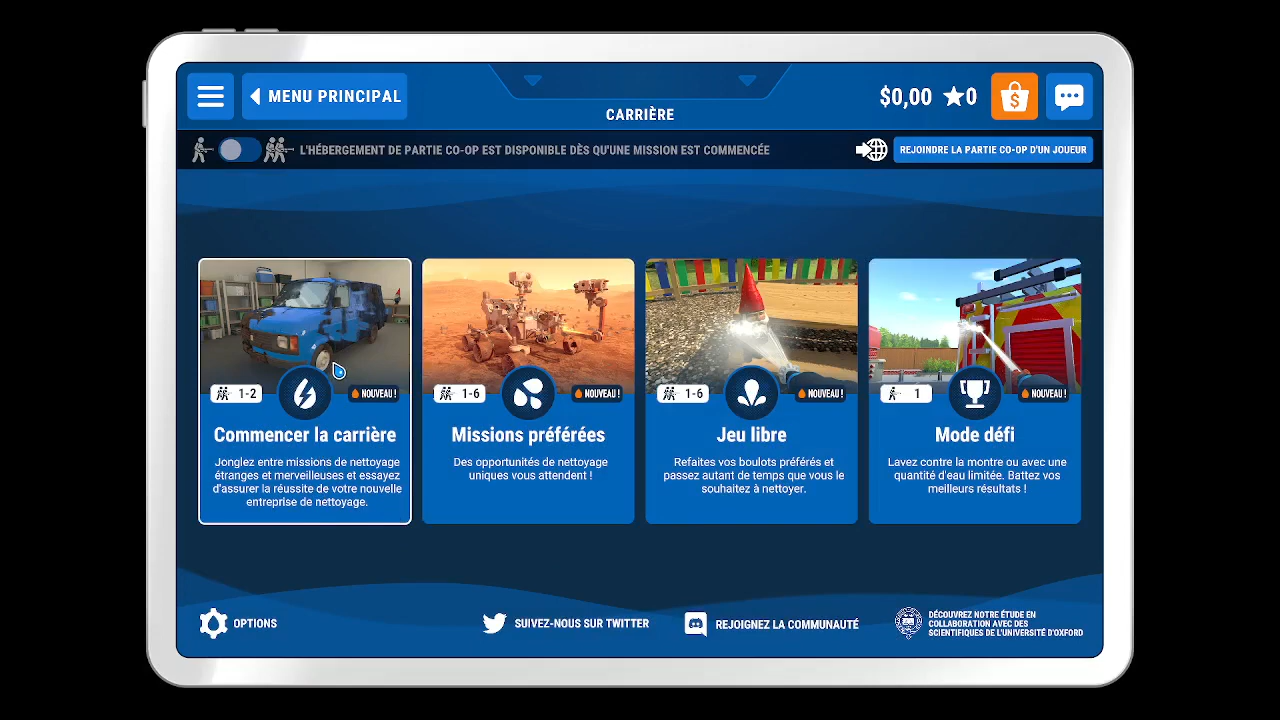 MENU PRINCIPAL
CARRIÈRE
$0,00 ★0
L'HÉBERGEMENT DE PARTIE CO-OP EST DISPONIBLE DÈS QU'UNE MISSION EST COMMENCÉE
REJOINDRE LA PARTIE CO-OP D'UN JOUEUR
1-2
NOUVEAU !
Commencer la carrière
Jonglez entre missions de nettoyage
étranges et merveilleuses et essayez
d'assurer la réussite de votre nouvelle
entreprise de nettoyage.
1-6
NOUVEAU !
Missions préférées
Des opportunités de nettoyage
uniques vous attendent !
1-6
NOUVEAU !
Jeu libre
Refaites vos boulots préférés et
passez autant de temps que vous le
souhaitez à nettoyer.
1
NOUVEAU !
Mode défi
Lavez contre la montre ou avec une
quantité d'eau limitée. Battez vos
meilleurs résultats !
OPTIONS
SUIVEZ-NOUS SUR TWITTER
REJOIGNEZ LA COMMUNAUTÉ
DÉCOUVREZ NOTRE ÉTUDE EN
COLLABORATION AVEC DES
SCIENTIFIQUES DE L'UNIVERSITÉ D'OXFORD